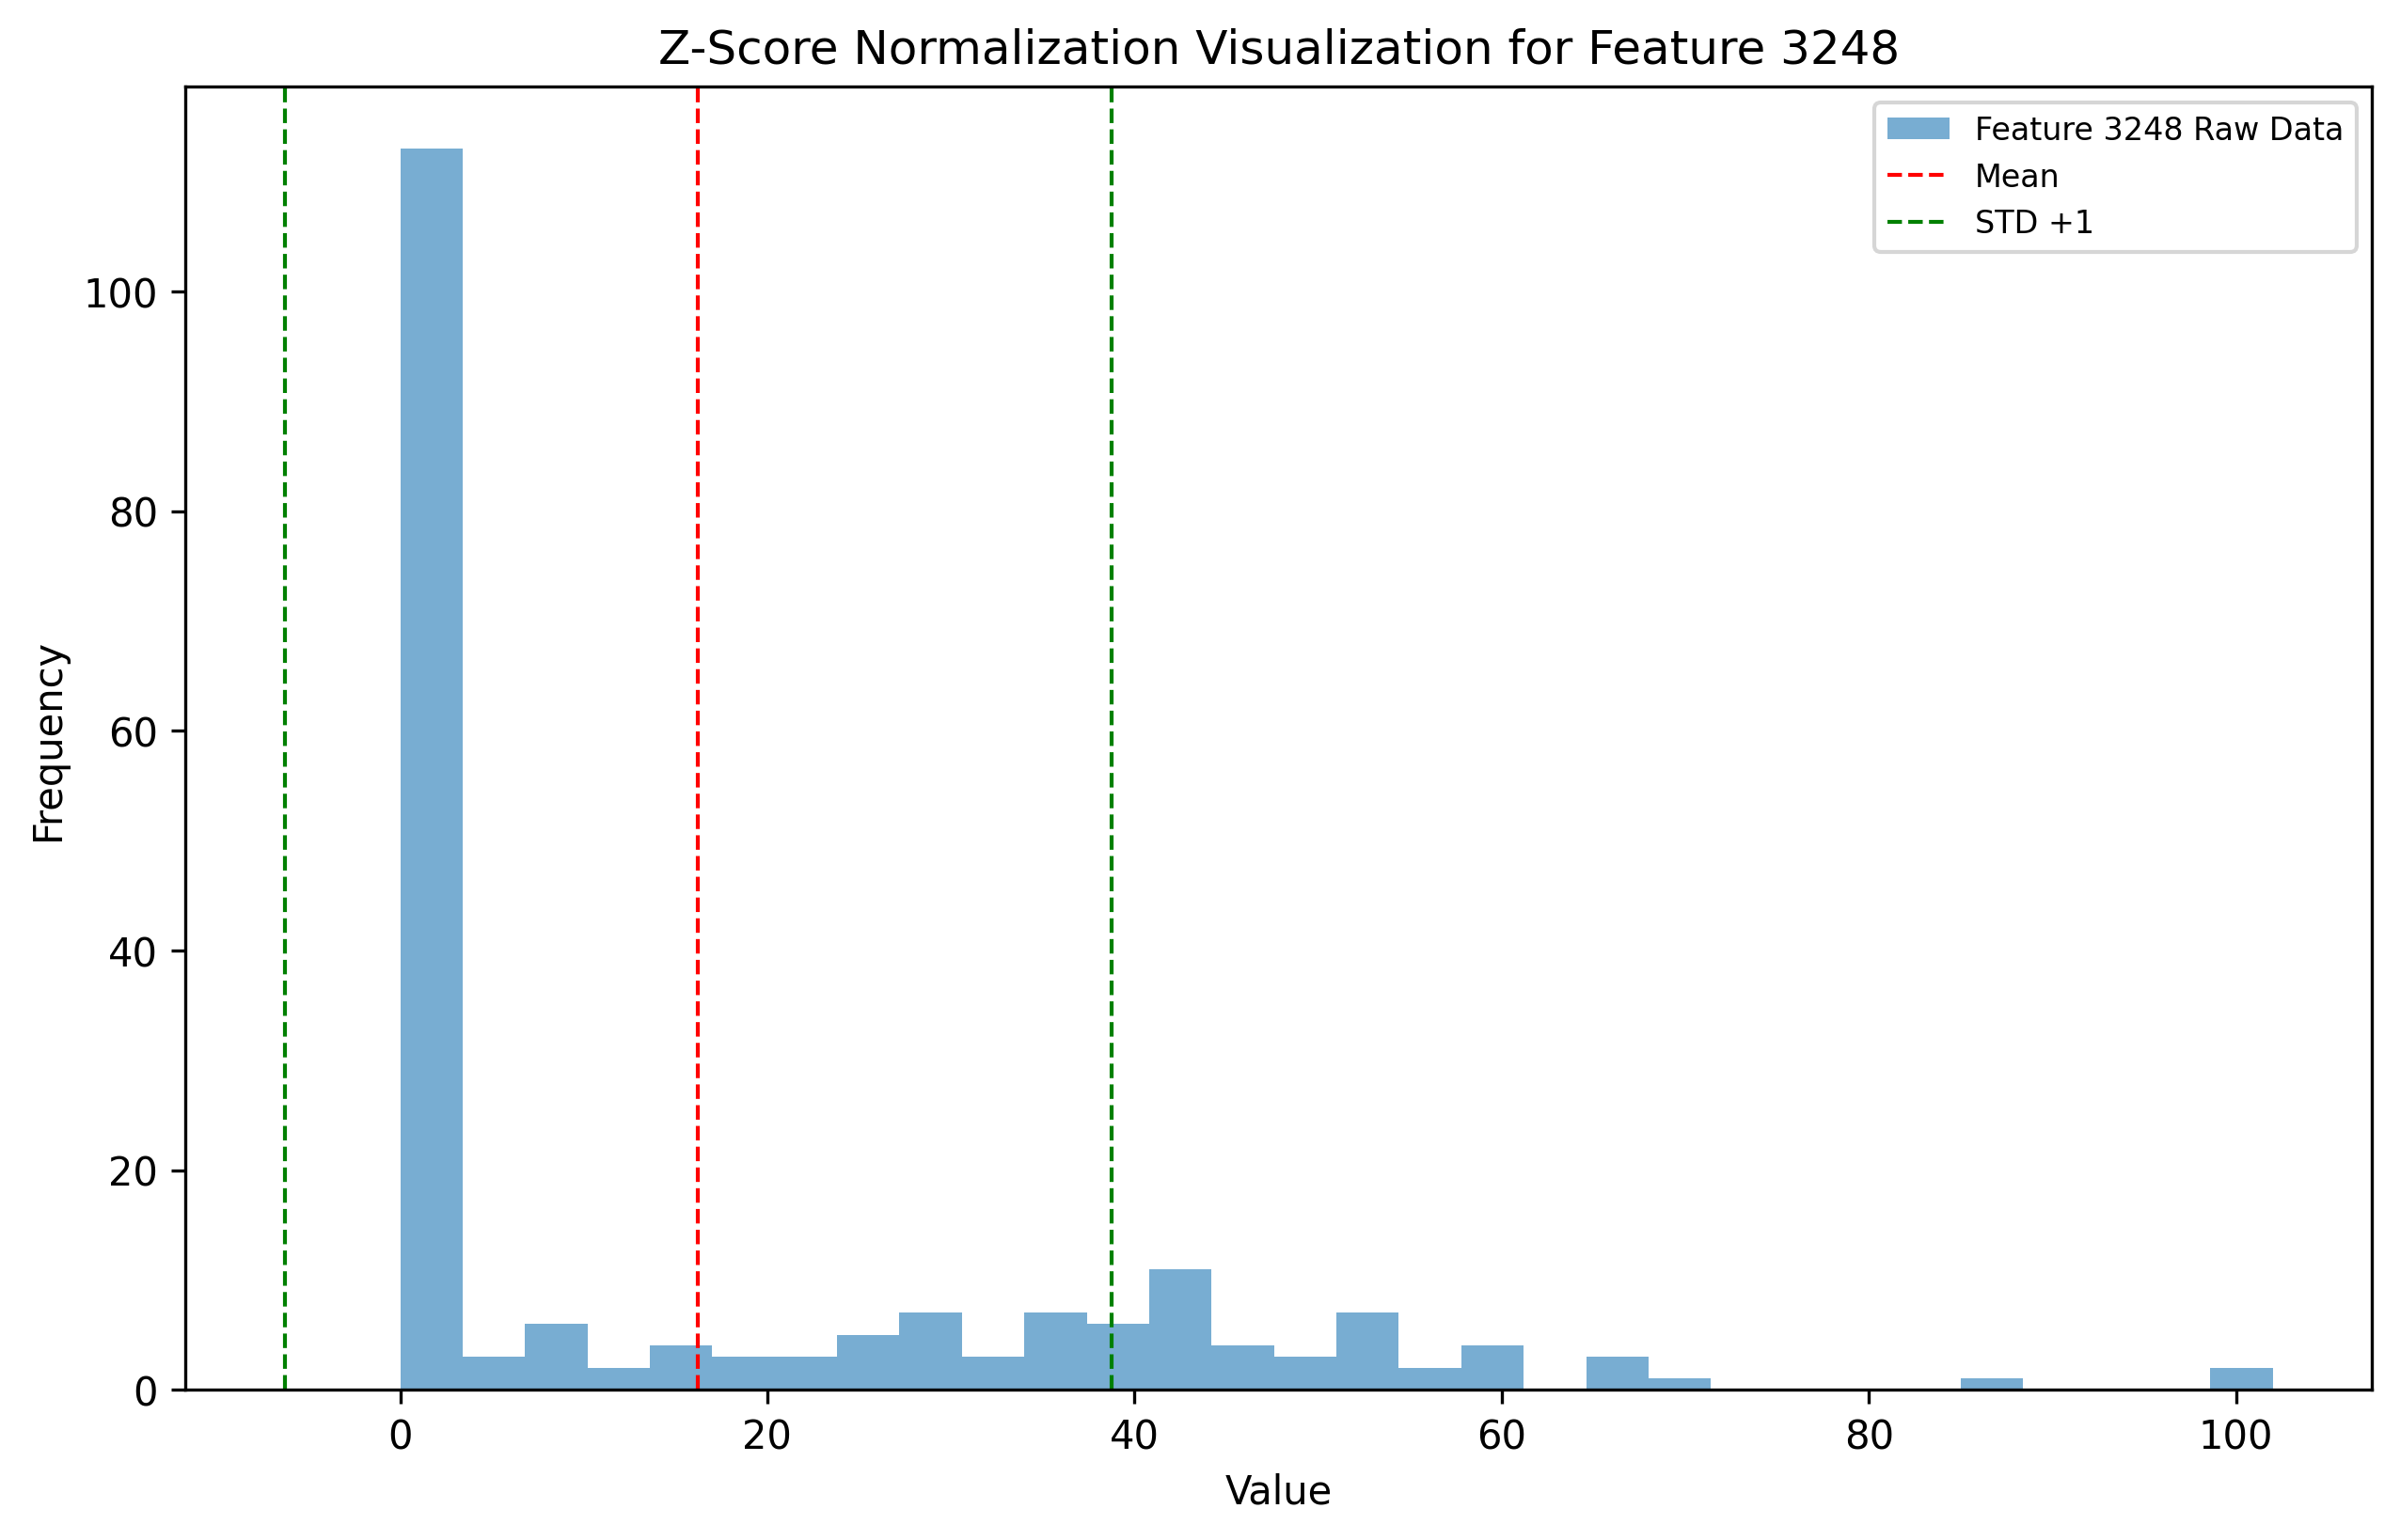 Z-Score Normalization Visualization for Feature 3248
Feature 3248 Raw Data
Mean
STD +1
Frequency
100
80
60
40
20
0
0 20 40 60 80 100
Value